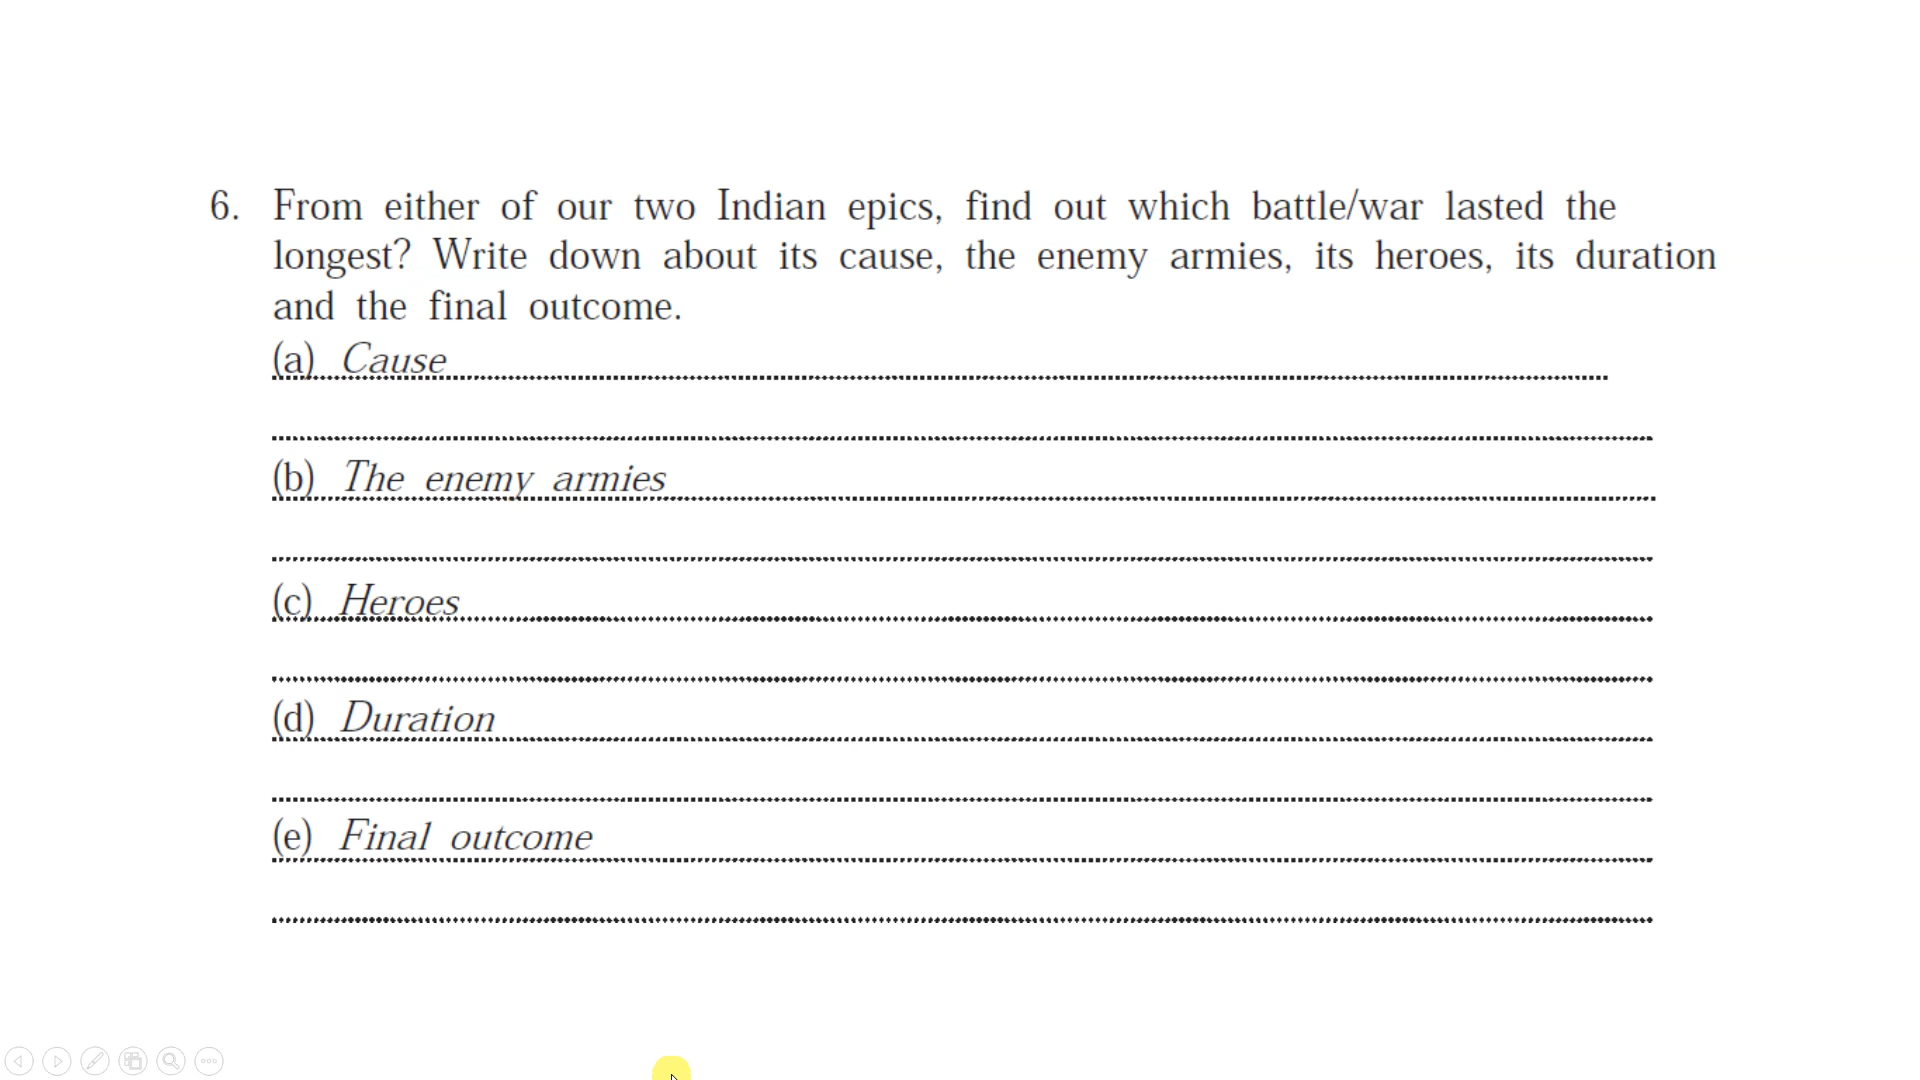 6. From either of our two Indian epics, find out which battle/war lasted the
longest? Write down about its cause, the enemy armies, its heroes, its duration
and the final outcome.
(a) Cause
(b) The enemy armies
(c) Heroes
(d) Duration
(e) Final outcome